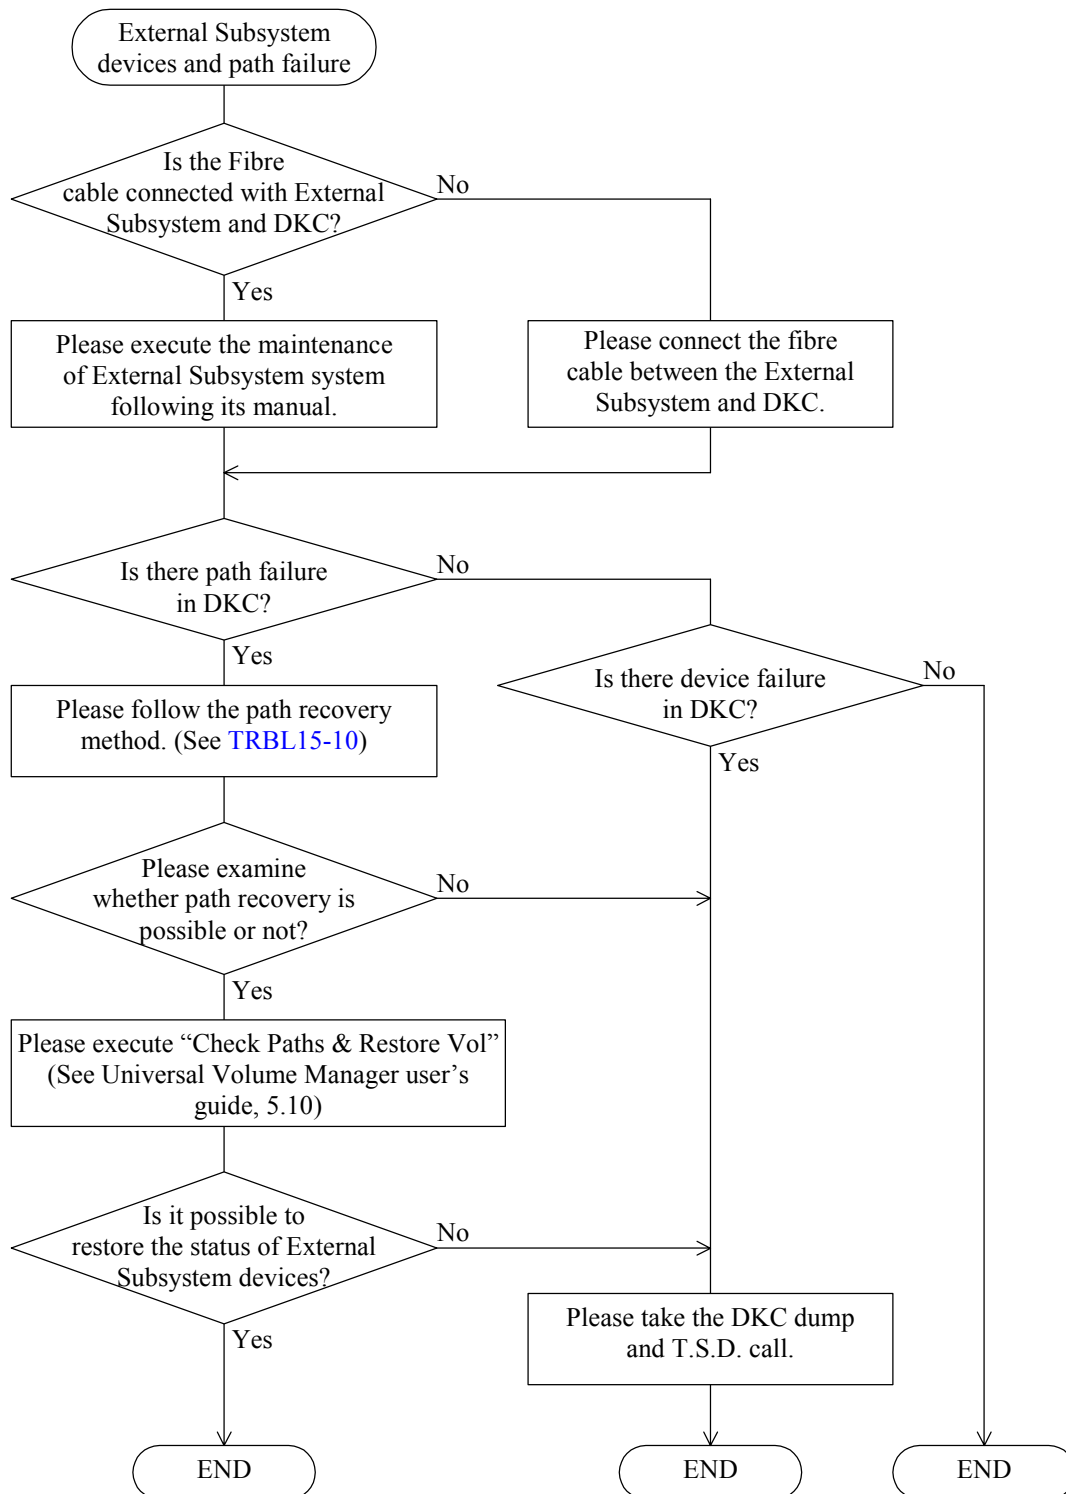 External Subsystem
devices and path failure
Is the Fibre
cable connected with External
Subsystem and DKC?
No
Yes
Please execute the maintenance
of External Subsystem system
following its manual.
Please connect the fibre
cable between the External
Subsystem and DKC.
Is there path failure
in DKC?
No
Yes
Is there device failure
in DKC?
No
Yes
Please follow the path recovery
method. (See TRBL15-10)
Please examine
whether path recovery is
possible or not?
No
Yes
Please execute “Check Paths & Restore Vol”
(See Universal Volume Manager user’s
guide, 5.10)
Is it possible to
restore the status of External
Subsystem devices?
No
Yes
Please take the DKC dump
and T.S.D. call.
END
END
END